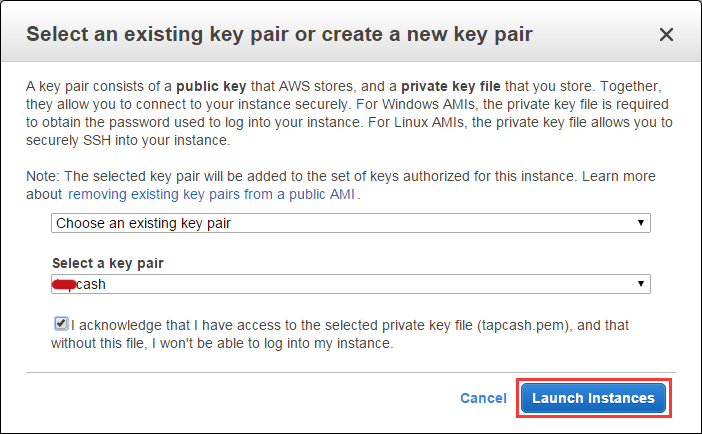 Select an existing key pair or create a new key pair
A key pair consists of a public key that AWS stores, and a private key file that you store. Together,
they allow you to connect to your instance securely. For Windows AMIs, the private key file is required
to obtain the password used to log into your instance. For Linux AMIs, the private key file allows you to
securely SSH into your instance.
Note: The selected key pair will be added to the set of keys authorized for this instance. Learn more
about removing existing key pairs from a public AMI.
Choose an existing key pair
Select a key pair
cash
I acknowledge that I have access to the selected private key file (tapcash.pem), and that
without this file, I won't be able to log into my instance.
Cancel Launch Instances